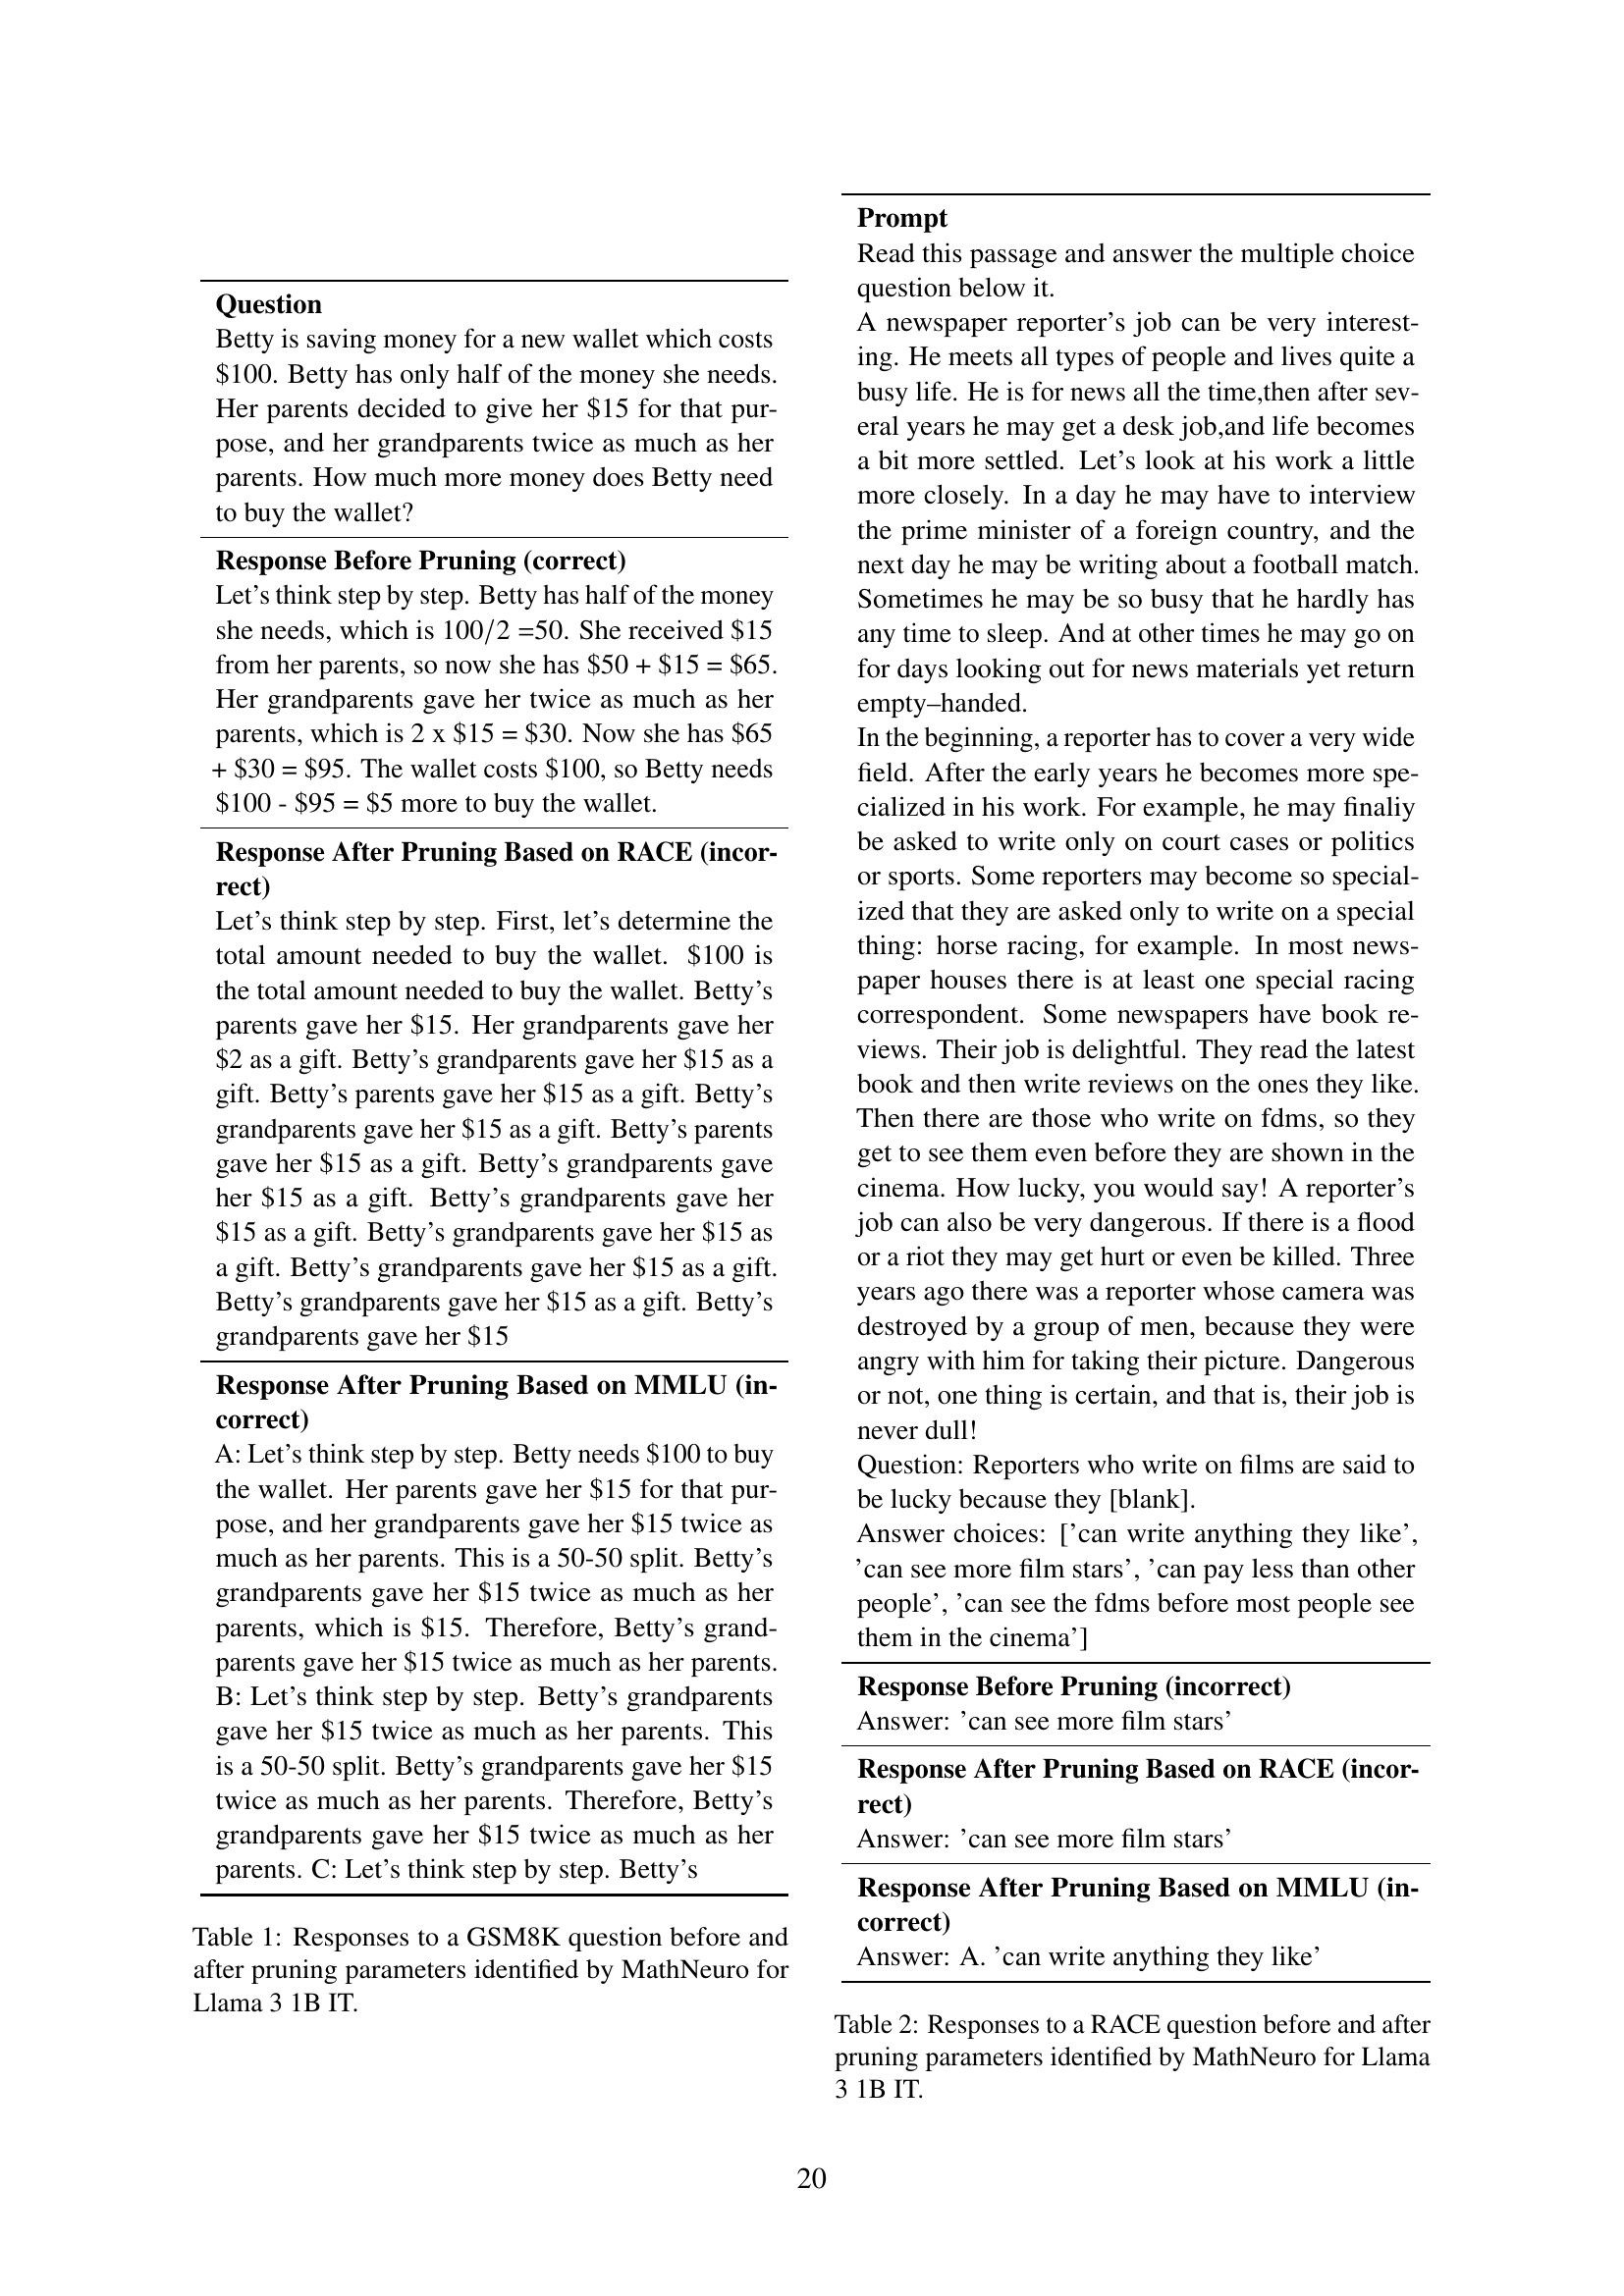 Question
Betty is saving money for a new wallet which costs
$100. Betty has only half of the money she needs.
Her parents decided to give her $15 for that pur-
pose, and her grandparents twice as much as her
parents. How much more money does Betty need
to buy the wallet?
Response Before Pruning (correct)
Let's think step by step. Betty has half of the money
she needs, which is 100/2 =50. She received $15
from her parents, so now she has $50 + $15 = $65.
Her grandparents gave her twice as much as her
parents, which is 2 x $15 = $30. Now she has $65
+ $30 = $95. The wallet costs $100, so Betty needs
$100 - $95 = $5 more to buy the wallet.
Response After Pruning Based on RACE (incor-
rect)
Let's think step by step. First, let's determine the
total amount needed to buy the wallet. $100 is
the total amount needed to buy the wallet. Betty's
parents gave her $15. Her grandparents gave her
$2 as a gift. Betty's grandparents gave her $15 as a
gift. Betty's parents gave her $15 as a gift. Betty's
grandparents gave her $15 as a gift. Betty's parents
gave her $15 as a gift. Betty's grandparents gave
her $15 as a gift. Betty's grandparents gave her
$15 as a gift. Betty's grandparents gave her $15 as
a gift. Betty's grandparents gave her $15 as a gift.
Betty's grandparents gave her $15 as a gift. Betty's
grandparents gave her $15
Response After Pruning Based on MMLU (in-
correct)
A: Let's think step by step. Betty needs $100 to buy
the wallet. Her parents gave her $15 for that pur-
pose, and her grandparents gave her $15 twice as
much as her parents. This is a 50-50 split. Betty's
grandparents gave her $15 twice as much as her
parents, which is $15. Therefore, Betty's grand-
parents gave her $15 twice as much as her parents.
B: Let's think step by step. Betty's grandparents
gave her $15 twice as much as her parents. This
is a 50-50 split. Betty's grandparents gave her $15
twice as much as her parents. Therefore, Betty's
grandparents gave her $15 twice as much as her
parents. C: Let's think step by step. Betty's
Table 1: Responses to a GSM8K question before and
after pruning parameters identified by MathNeuro for
Llama 3 1B IT.
Prompt
Read this passage and answer the multiple choice
question below it.
A newspaper reporter's job can be very interest-
ing. He meets all types of people and lives quite a
busy life. He is for news all the time,then after sev-
eral years he may get a desk job,and life becomes
a bit more settled. Let's look at his work a little
more closely. In a day he may have to interview
the prime minister of a foreign country, and the
next day he may be writing about a football match.
Sometimes he may be so busy that he hardly has
any time to sleep. And at other times he may go on
for days looking out for news materials yet return
empty–handed.
In the beginning, a reporter has to cover a very wide
field. After the early years he becomes more spe-
cialized in his work. For example, he may finaliy
be asked to write only on court cases or politics
or sports. Some reporters may become so special-
ized that they are asked only to write on a special
thing: horse racing, for example. In most news-
paper houses there is at least one special racing
correspondent. Some newspapers have book re-
views. Their job is delightful. They read the latest
book and then write reviews on the ones they like.
Then there are those who write on fdms, so they
get to see them even before they are shown in the
cinema. How lucky, you would say! A reporter's
job can also be very dangerous. If there is a flood
or a riot they may get hurt or even be killed. Three
years ago there was a reporter whose camera was
destroyed by a group of men, because they were
angry with him for taking their picture. Dangerous
or not, one thing is certain, and that is, their job is
never dull!
Question: Reporters who write on films are said to
be lucky because they [blank].
Answer choices: ['can write anything they like',
'can see more film stars', 'can pay less than other
people', 'can see the fdms before most people see
them in the cinema']
Response Before Pruning (incorrect)
Answer: 'can see more film stars'
Response After Pruning Based on RACE (incor-
rect)
Answer: 'can see more film stars'
Response After Pruning Based on MMLU (in-
correct)
Answer: A. 'can write anything they like'
Table 2: Responses to a RACE question before and after
pruning parameters identified by MathNeuro for Llama
3 1B IT.
20